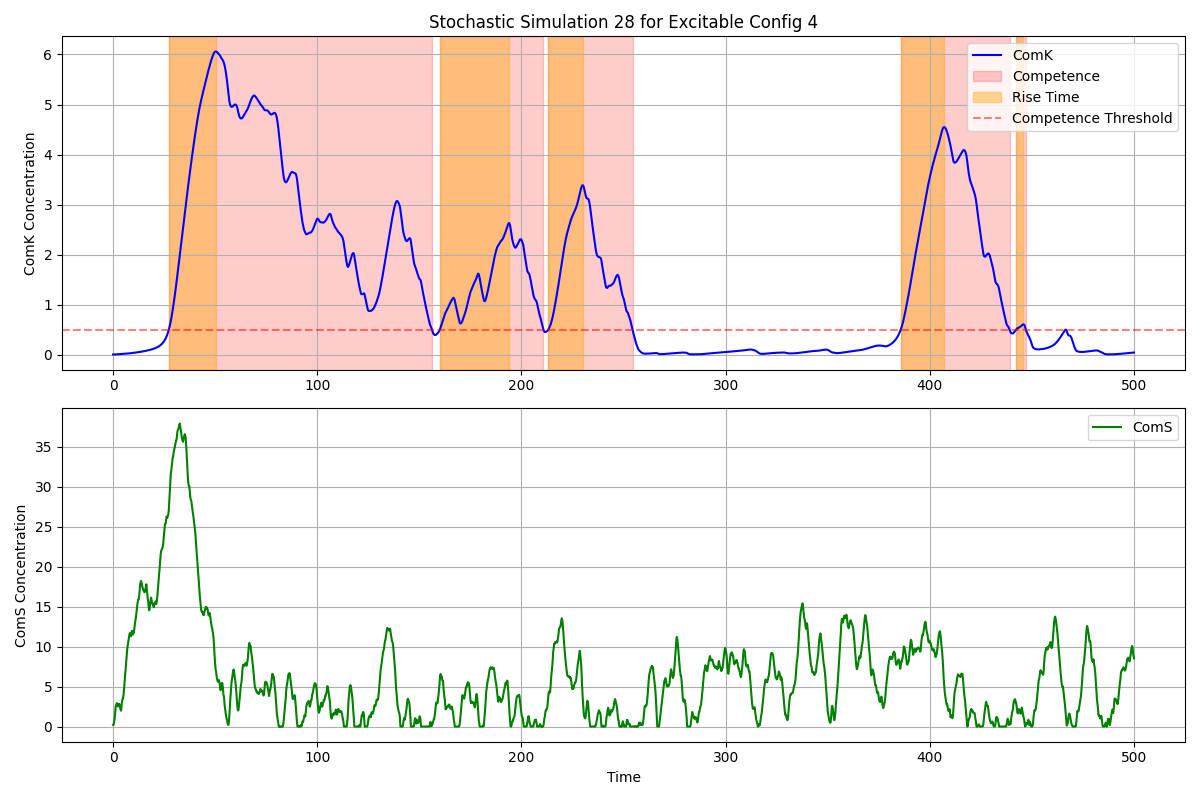 Stochastic Simulation 28 for Excitable Config 4
ComK Concentration
6
5
4
3
2
1
0
ComK
Competence
Rise Time
Competence Threshold
0 100 200 300 400 500
ComS Concentration
35
30
25
20
15
10
5
0
ComS
0 100 200 300 400 500
Time